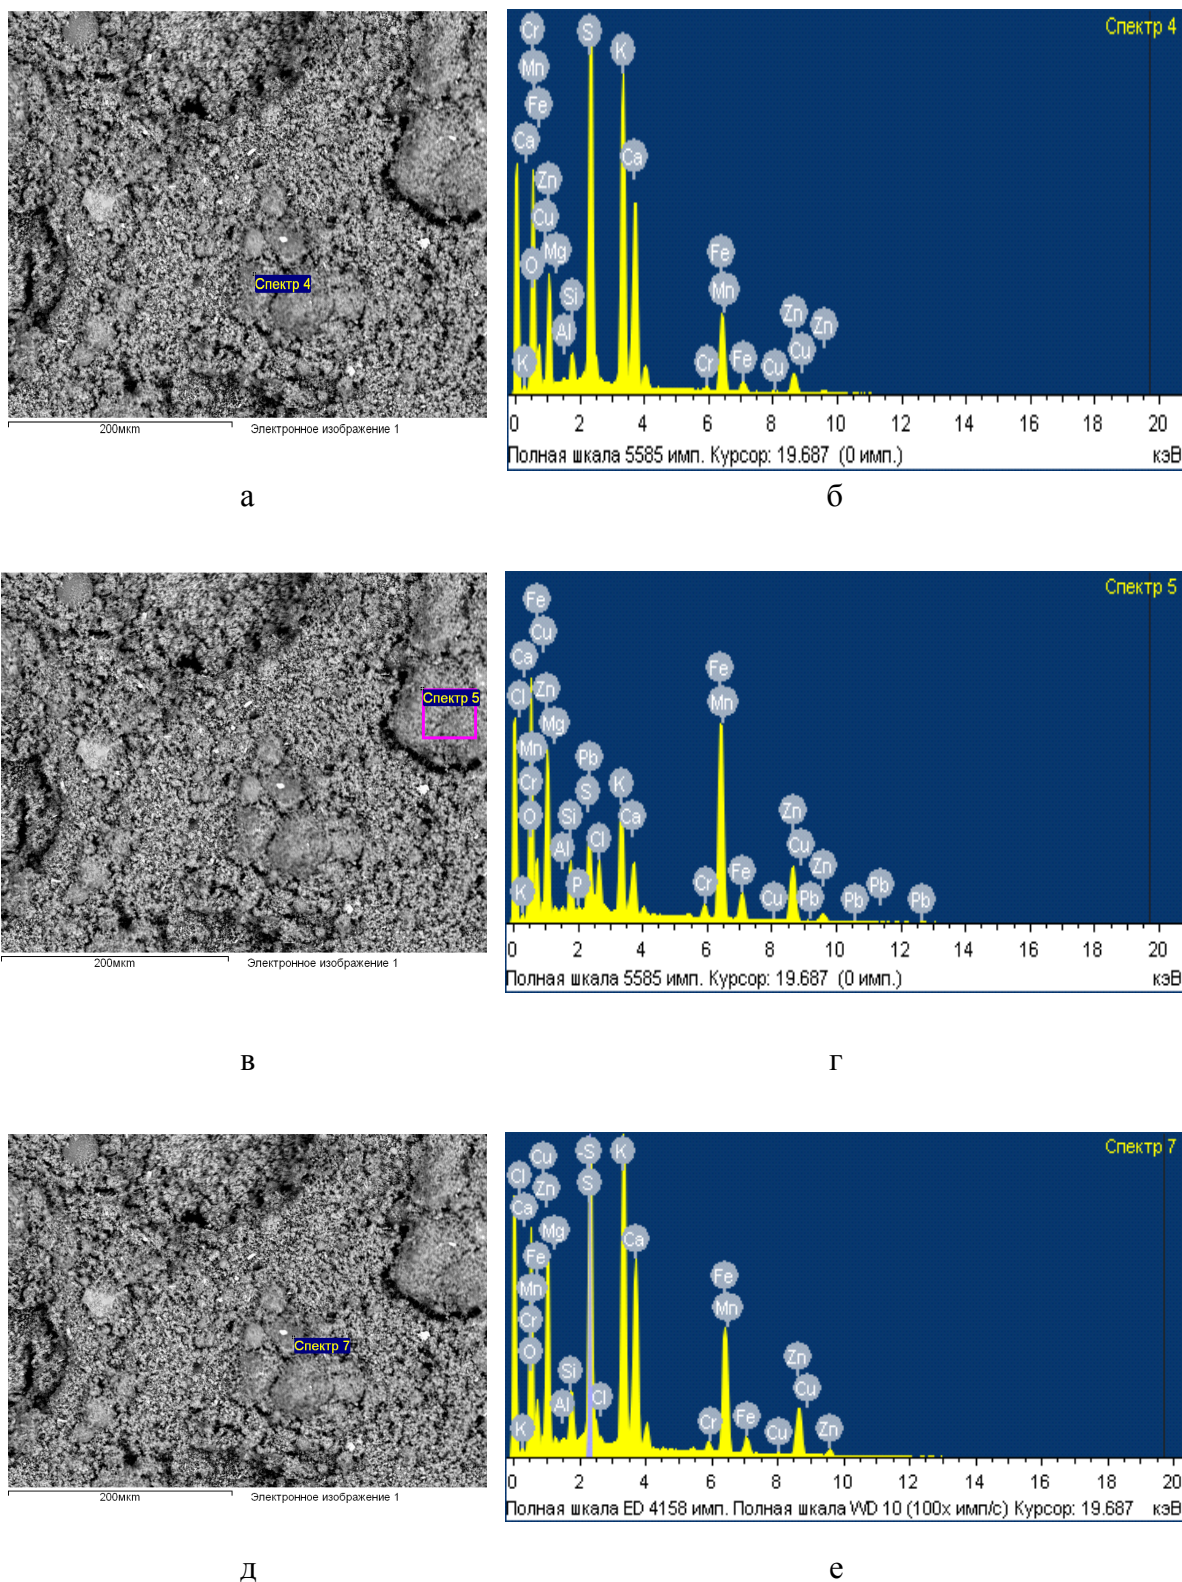 Спектр 4
Cr
S
K
Mn
Fe
Ca
Ca
Zn
Cu
Mg
Fe
O
Si
Mn
Zn
Zn
Al
Cu
K
Cr
Fe
Cu
Спектр 4
0 2 4 6 8 10 12 14 16 18 20
Полная шкала 5585 имп. Курсор: 19.687 (0 имп.)
кэВ
200мкm
Электронное изображение 1
а
б
Спектр 5
Fe
Cu
Ca
Fe
Cl
Zn
Mn
Mg
Mn
Pb
Cr
S
K
Zn
O
Si
Ca
Al
Cl
Cu
K
P
Cr
Fe
Zn
Cu
Pb
Pb
Pb
Pb
Спектр 5
0 2 4 6 8 10 12 14 16 18 20
Полная шкала 5585 имп. Курсор: 19.687 (0 имп.)
кэВ
200мкm
Электронное изображение 1
в
г
Спектр 7
Cu
S
K
Cl
Zn
S
Ca
Mg
Ca
Fe
Fe
Mn
Mn
Cr
O
Si
Zn
Cu
Al
Cl
K
Cr
Fe
Cu
Zn
Спектр 7
0 2 4 6 8 10 12 14 16 18 20
Полная шкала ED 4158 имп. Полная шкала WD 10 (100x имп/с) Курсор: 19.687
кэВ
200мкm
Электронное изображение 1
д
е